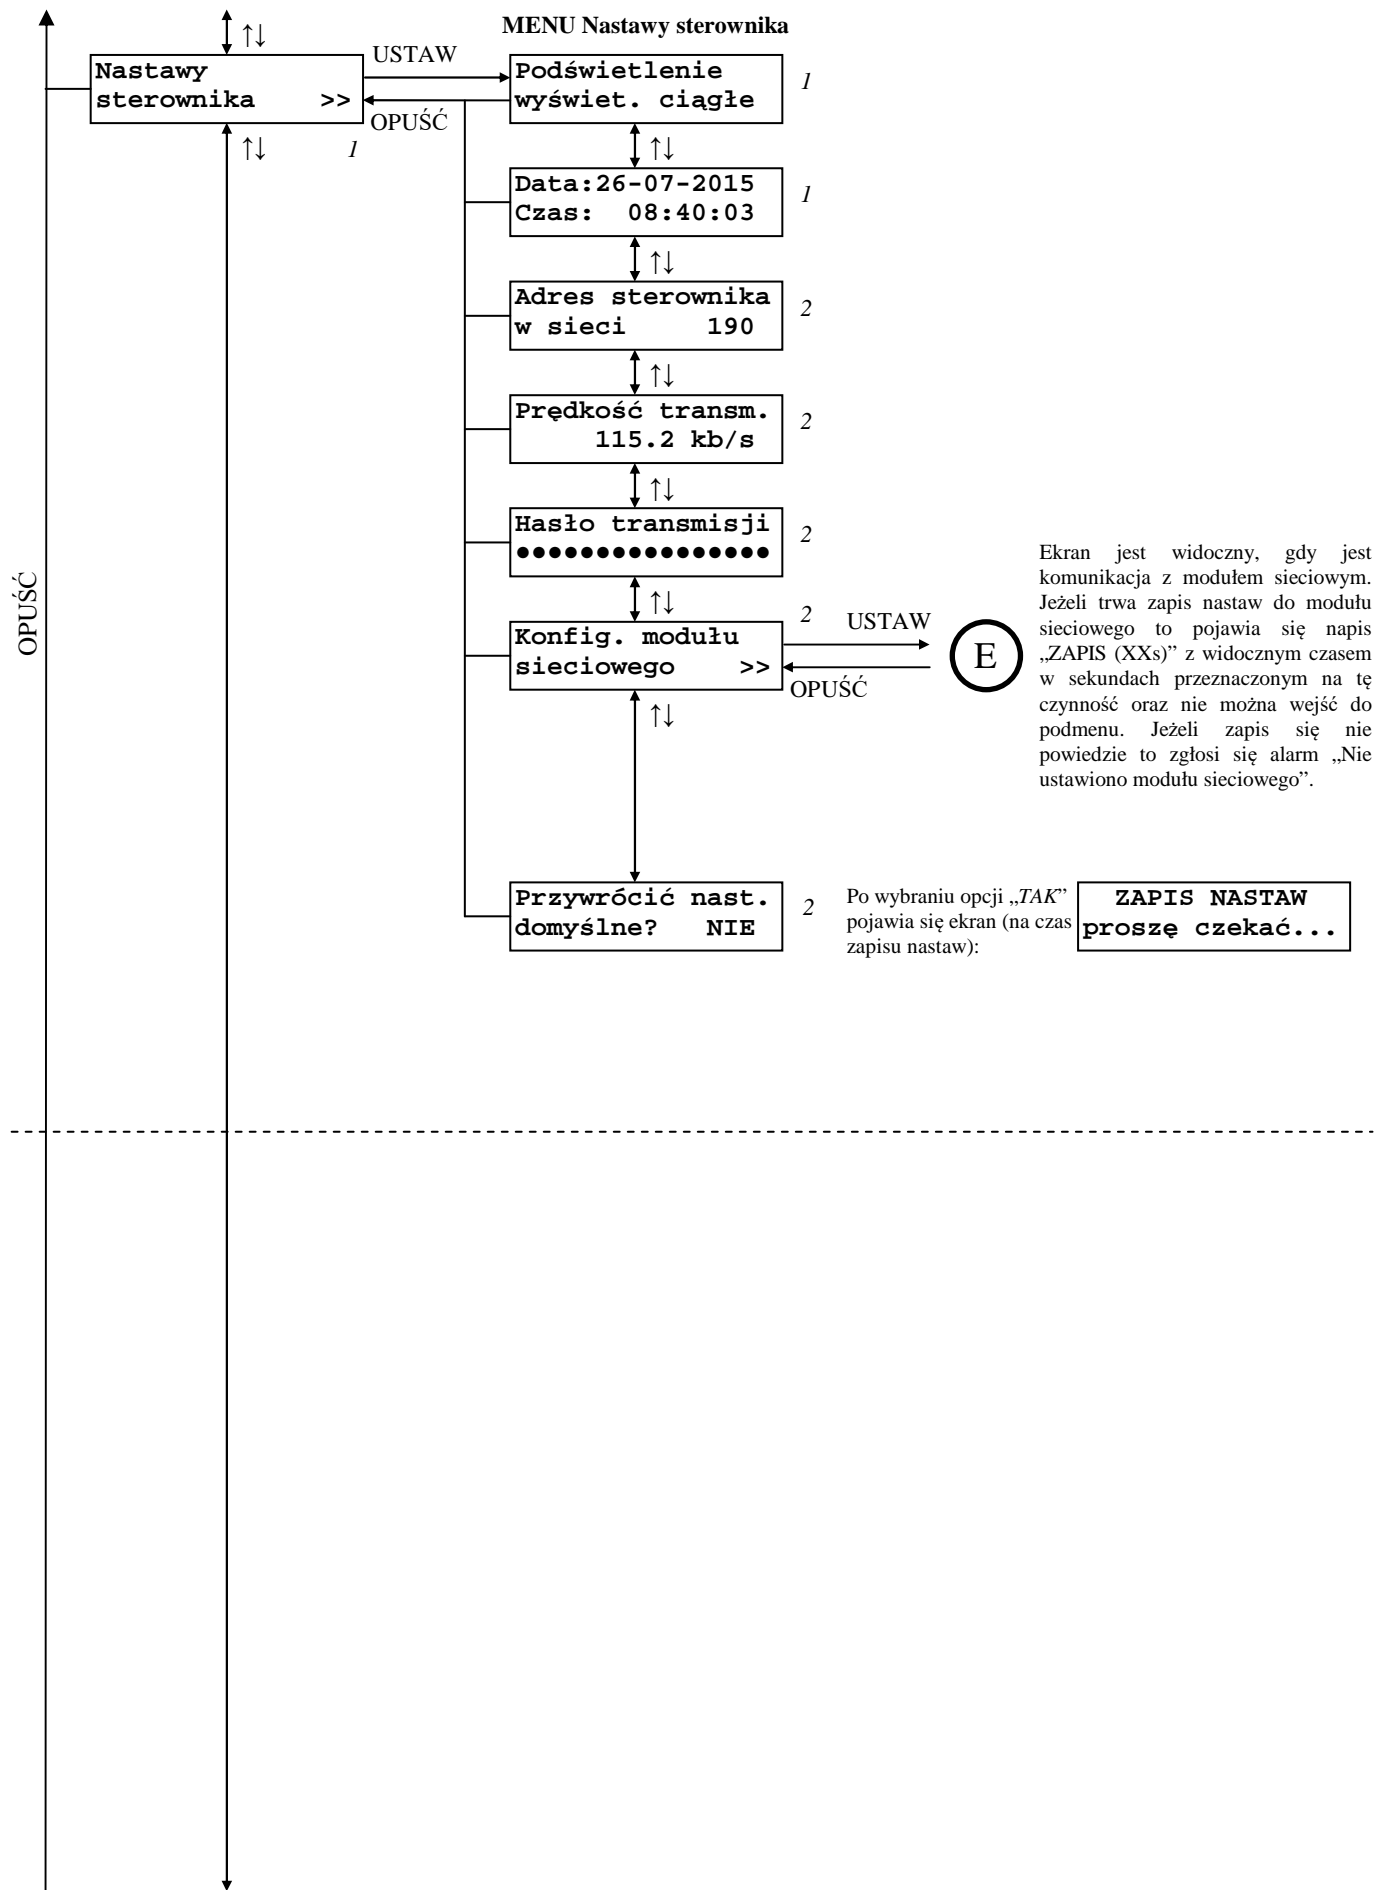 MENU Nastawy sterownika
↑↓
USTAW
Nastawy
sterownika >>
OPUŚĆ
↑↓
1
Podświetlenie
wyświet. ciągłe
1
↑↓
Data:26-07-2015
Czas: 08:40:03
1
↑↓
Adres sterownika
w sieci 190
2
↑↓
Prędkość transm.
115.2 kb/s
2
↑↓
Hasło transmisji
●●●●●●●●●●●●●●●●
2
↑↓
Konfig. modułu
sieciowego >>
2
USTAW
OPUŚĆ
E
Ekran jest widoczny, gdy jest
komunikacja z modułem sieciowym.
Jeżeli trwa zapis nastaw do modułu
sieciowego to pojawia się napis
„ZAPIS (XXs)” z widocznym czasem
w sekundach przeznaczonym na tę
czynność oraz nie można wejść do
podmenu. Jeżeli zapis się nie
powiedzie to zgłosi się alarm „Nie
ustawiono modułu sieciowego”.
OPUŚĆ
↑↓
Przywrócić nast.
domyślne? NIE
2
Po wybraniu opcji „TAK”
pojawia się ekran (na czas
zapisu nastaw):
ZAPIS NASTAW
proszę czekać...